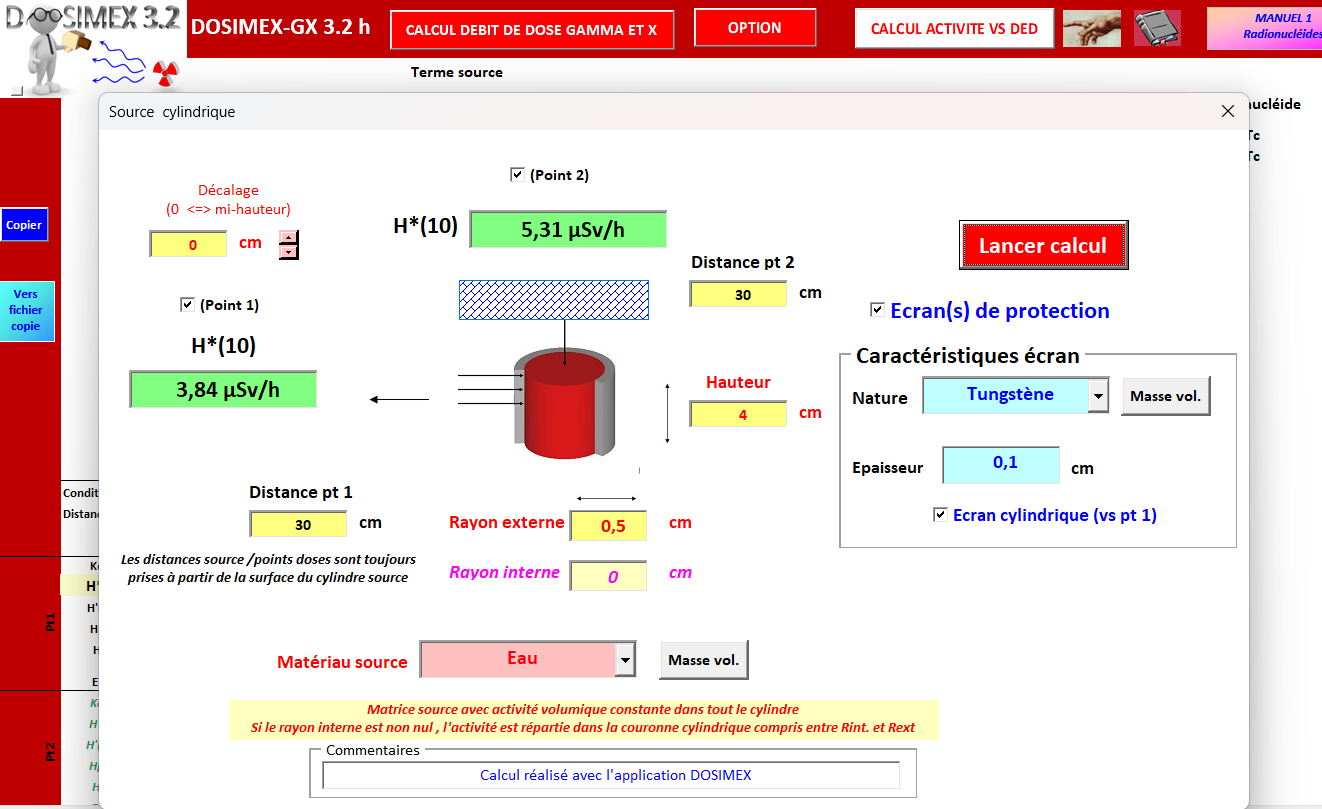 DOSIMEX 3.2
DOSIMEX-GX 3.2 h
CALCUL DEBIT DE DOSE GAMMA ET X
OPTION
CALCUL ACTIVITE VS DED
MANUEL 1
Radionucléides
Terme source
Source cylindrique
ucléide
Tc
Tc
(Point 2)
Décalage
(0 <=> mi-hauteur)
0 cm
H*(10) 5,31 µSv/h
Copier
Lancer calcul
Distance pt 2
30 cm
Vers
fichier
copie
(Point 1)
H*(10)
3,84 µSv/h
Ecran(s) de protection
Caractéristiques écran
Nature Tungstène Masse vol.
Hauteur
4 cm
Epaisseur 0,1 cm
Ecran cylindrique (vs pt 1)
Condit
Distan
Distance pt 1
30 cm
Rayon externe 0,5 cm
Les distances source /points doses sont toujours
prises à partir de la surface du cylindre source
Rayon interne 0 cm
Pt1
K
H'
H'
H
H
E
Matériau source Eau Masse vol.
Matrice source avec activité volumique constante dans tout le cylindre
Si le rayon interne est non nul , l'activité est répartie dans la couronne cylindrique compris entre Rint. et Rext
Pt2
K
H'
H'(
H
H
Commentaires
Calcul réalisé avec l'application DOSIMEX